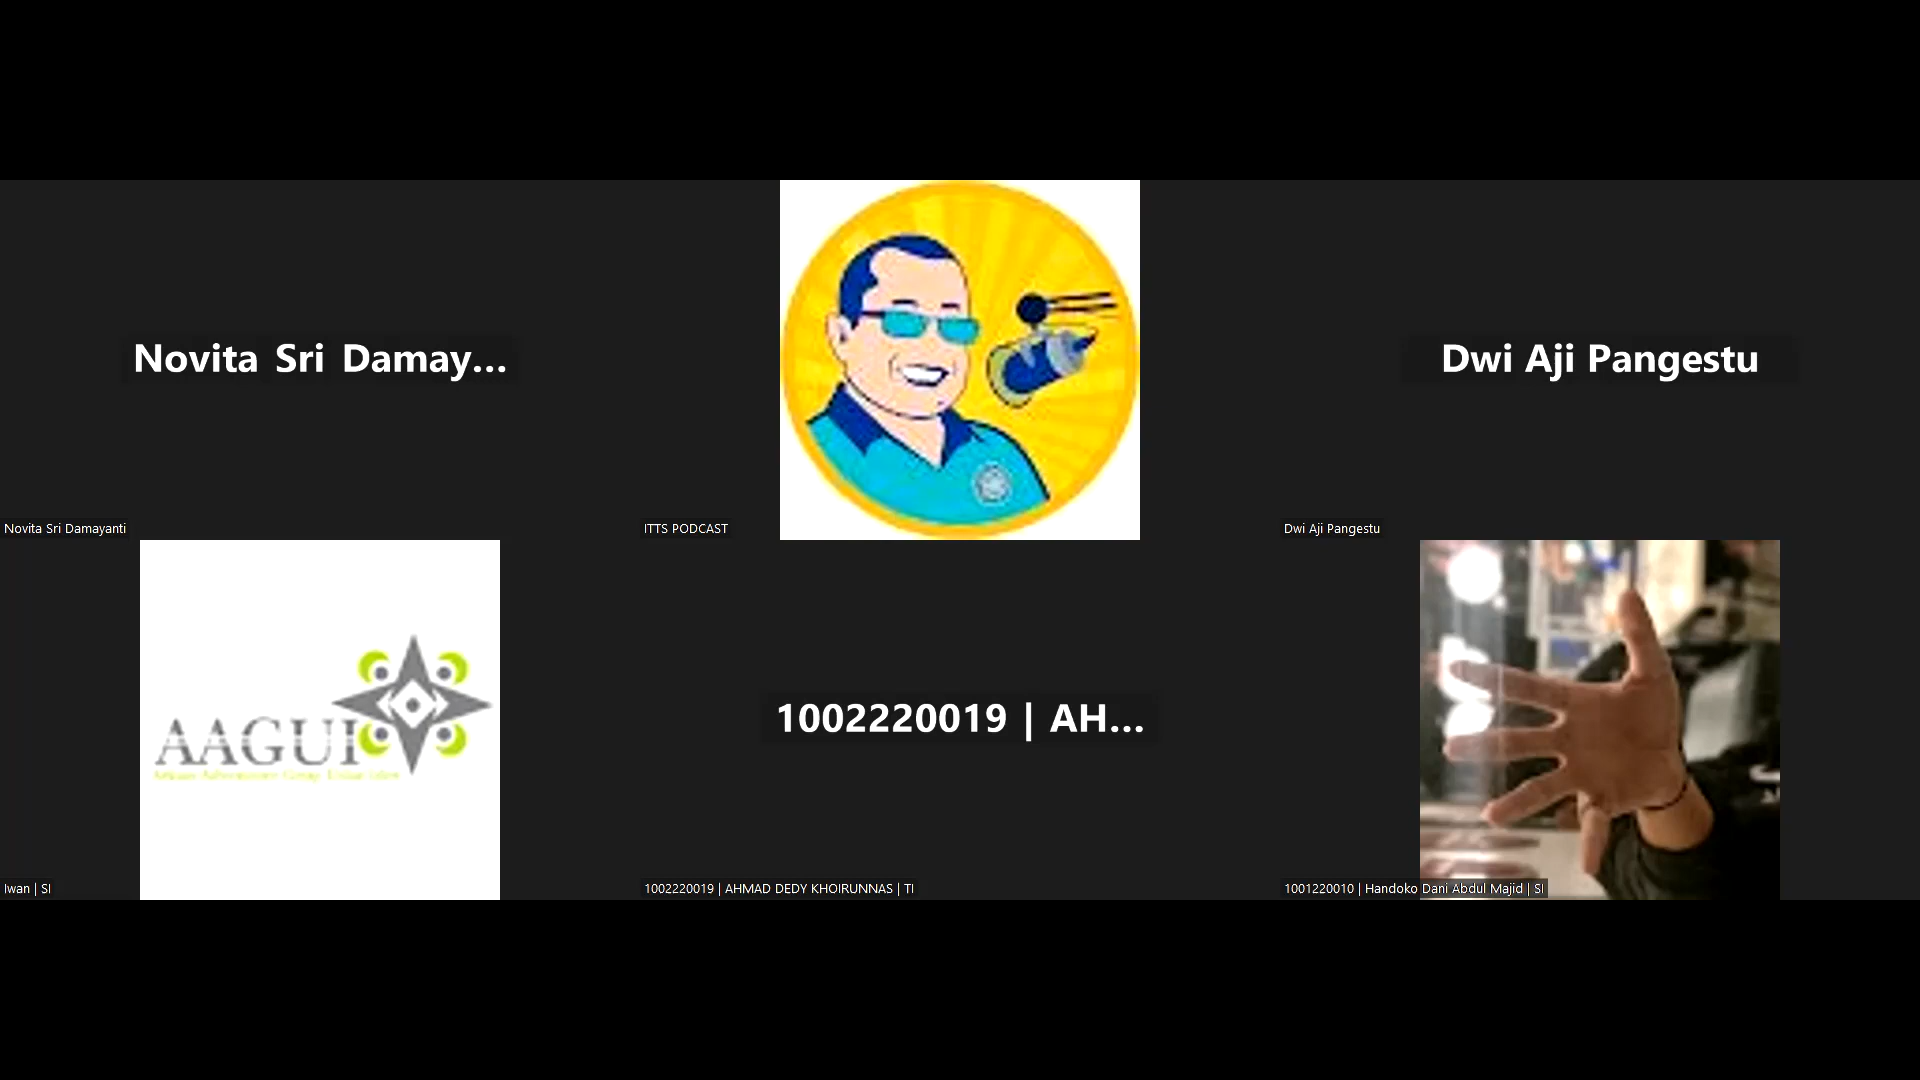 Novita Sri Damay...
Dwi Aji Pangestu
Novita Sri Damayanti
ITTS PODCAST
Dwi Aji Pangestu
AAGUI
1002220019 | AH...
Iwan | SI
1002220019 | AHMAD DEDY KHOIRUNNAS | TI
1001220010 | Handoko Dani Abdul Majid | SI